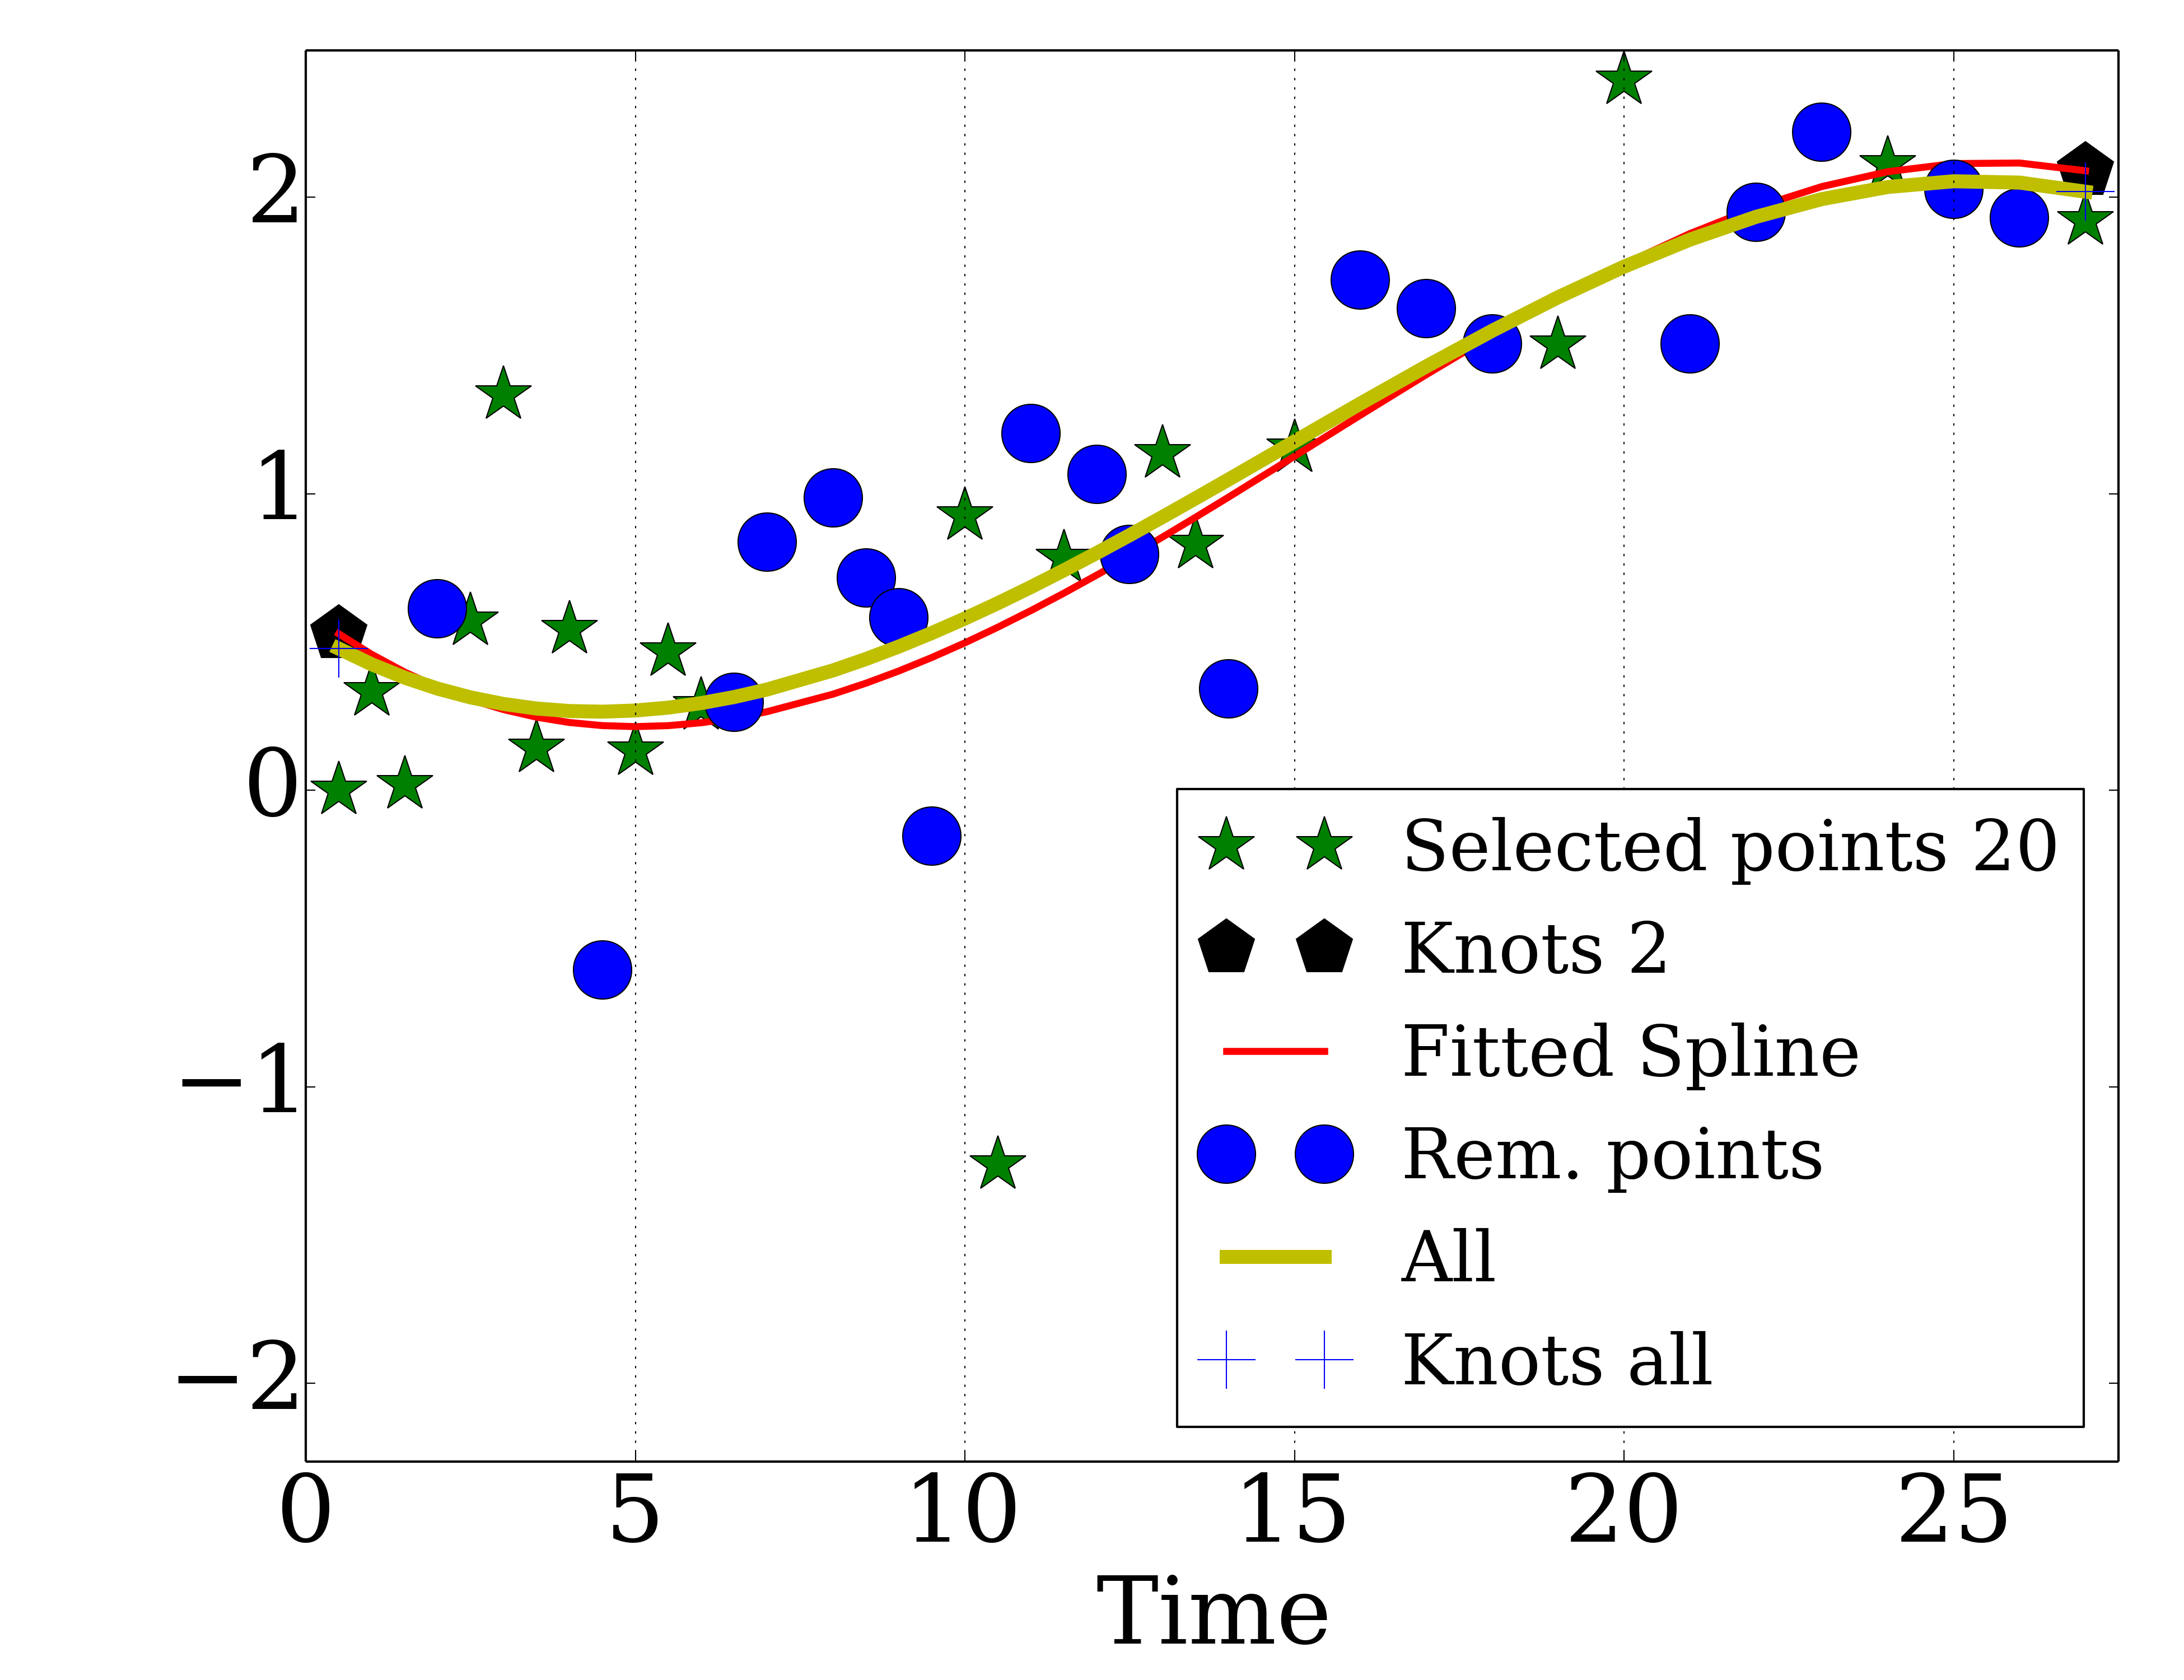 2
1
0
−1
−2
Selected points 20
Knots 2
Fitted Spline
Rem. points
All
Knots all
0 5 10 15 20 25
Time